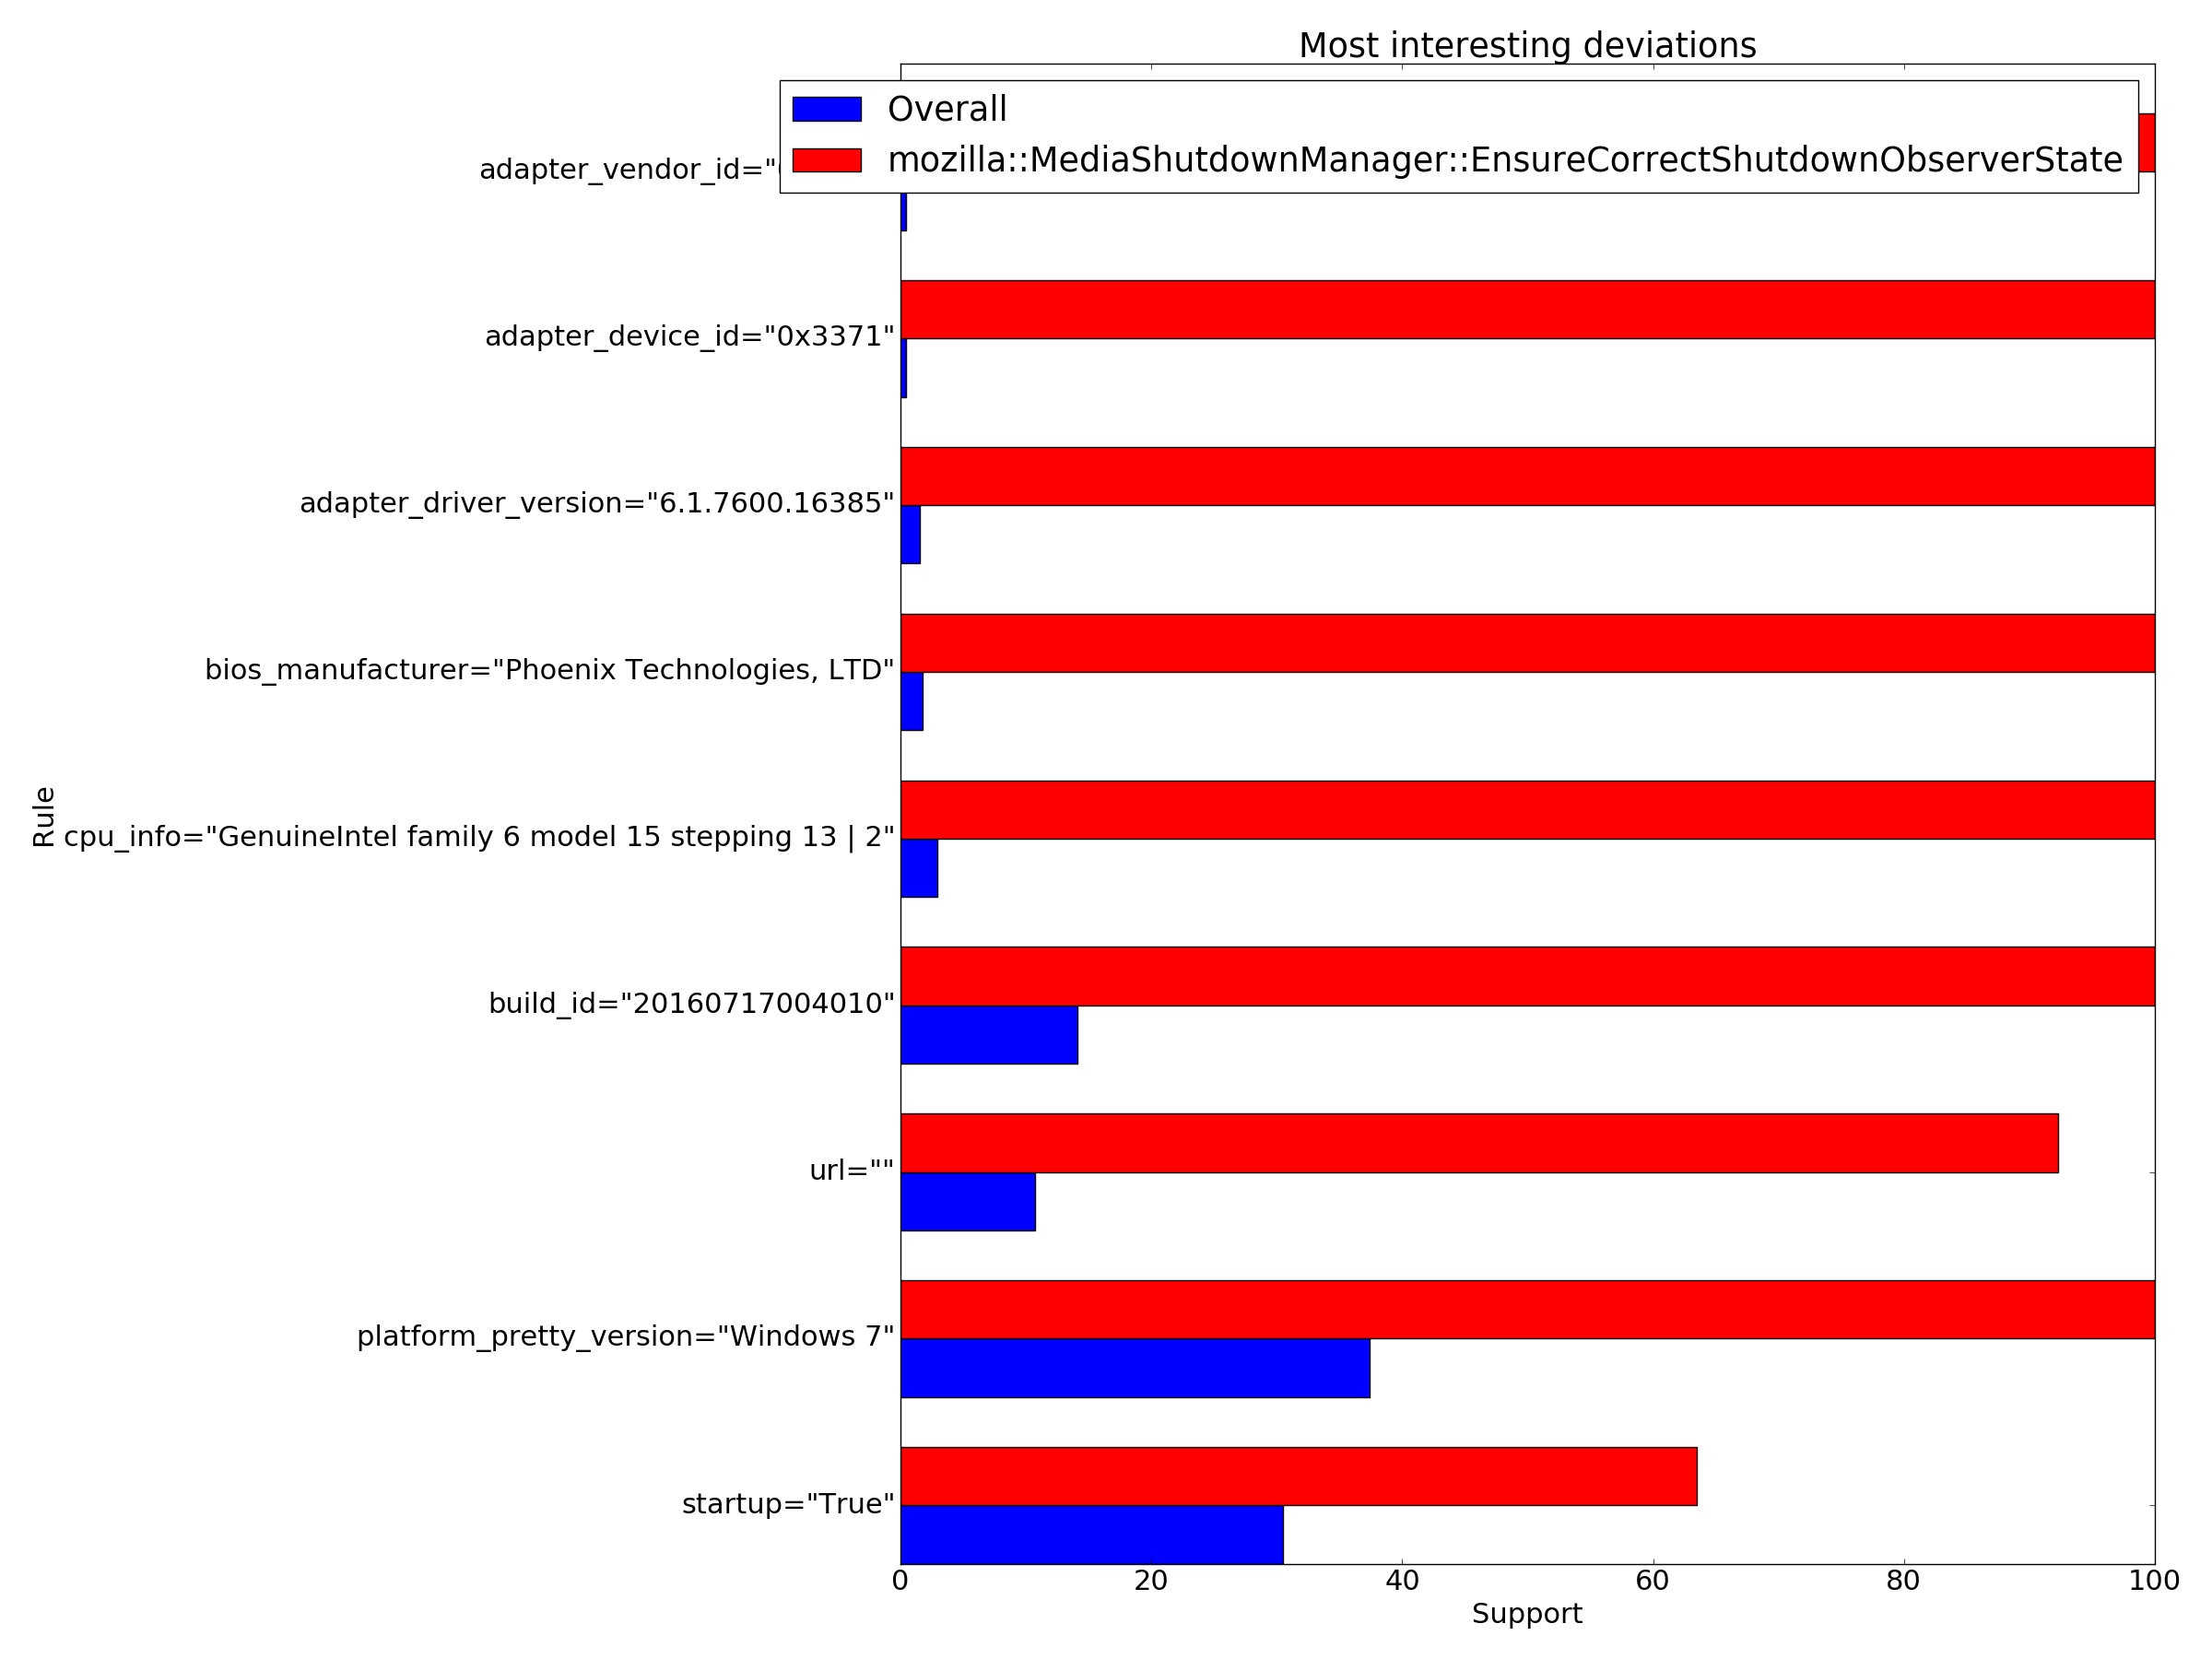 Most interesting deviations
Overall
mozilla::MediaShutdownManager::EnsureCorrectShutdownObserverState
adapter_vendor_id="
adapter_device_id="0x3371"
adapter_driver_version="6.1.7600.16385"
bios_manufacturer="Phoenix Technologies, LTD"
Rule
cpu_info="GenuineIntel family 6 model 15 stepping 13 | 2"
build_id="20160717004010"
url=""
platform_pretty_version="Windows 7"
startup="True"
0 20 40 60 80 100
Support